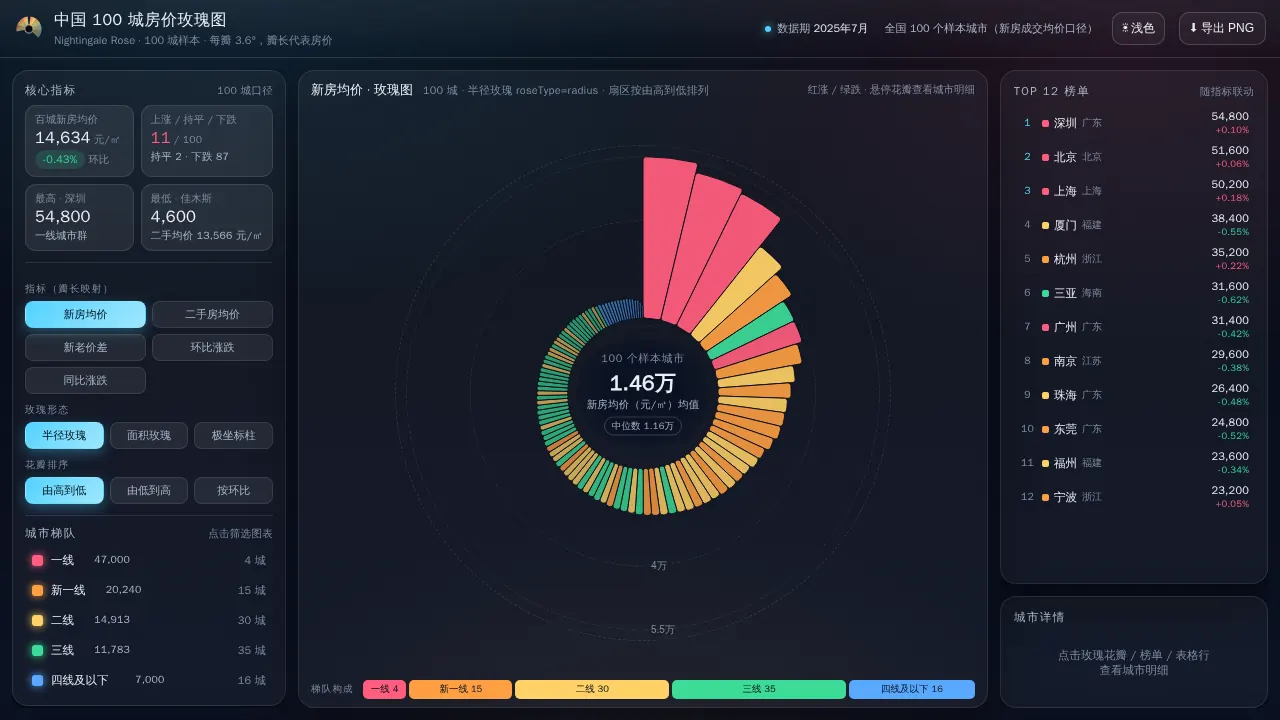 中国 100 城房价玫瑰图
Nightingale Rose · 100 城样本 · 每瓣 3.6°，瓣长代表房价
数据期 2025年7月
全国 100 个样本城市（新房成交均价口径）
☀浅色
⬇ 导出 PNG
核心指标
100 城口径
百城新房均价
14,634 元/㎡
-0.43% 环比
上涨 / 持平 / 下跌
11 / 100
持平 2 · 下跌 87
最高 · 深圳
54,800
一线城市群
最低 · 佳木斯
4,600
二手均价 13,566 元/㎡
指标（瓣长映射）
新房均价
二手房均价
新老价差
环比涨跌
同比涨跌
玫瑰形态
半径玫瑰
面积玫瑰
极坐标柱
花瓣排序
由高到低
由低到高
按环比
城市梯队
点击筛选图表
一线 47,000 4 城
新一线 20,240 15 城
二线 14,913 30 城
三线 11,783 35 城
四线及以下 7,000 16 城
新房均价 · 玫瑰图
100 城 · 半径玫瑰 roseType=radius · 扇区按由高到低排列
红涨 / 绿跌 · 悬停花瓣查看城市明细
100 个样本城市
1.46万
新房均价（元/㎡）均值
中位数 1.16万
4万
5.5万
梯队构成
一线 4
新一线 15
二线 30
三线 35
四线及以下 16
TOP 12 榜单
随指标联动
1 深圳 广东 54,800
+0.10%
2 北京 北京 51,600
+0.06%
3 上海 上海 50,200
+0.18%
4 厦门 福建 38,400
-0.55%
5 杭州 浙江 35,200
+0.22%
6 三亚 海南 31,600
-0.62%
7 广州 广东 31,400
-0.42%
8 南京 江苏 29,600
-0.38%
9 珠海 广东 26,400
-0.48%
10 东莞 广东 24,800
-0.52%
11 福州 福建 23,600
-0.34%
12 宁波 浙江 23,200
+0.05%
城市详情
点击玫瑰花瓣 / 榜单 / 表格行
查看城市明细